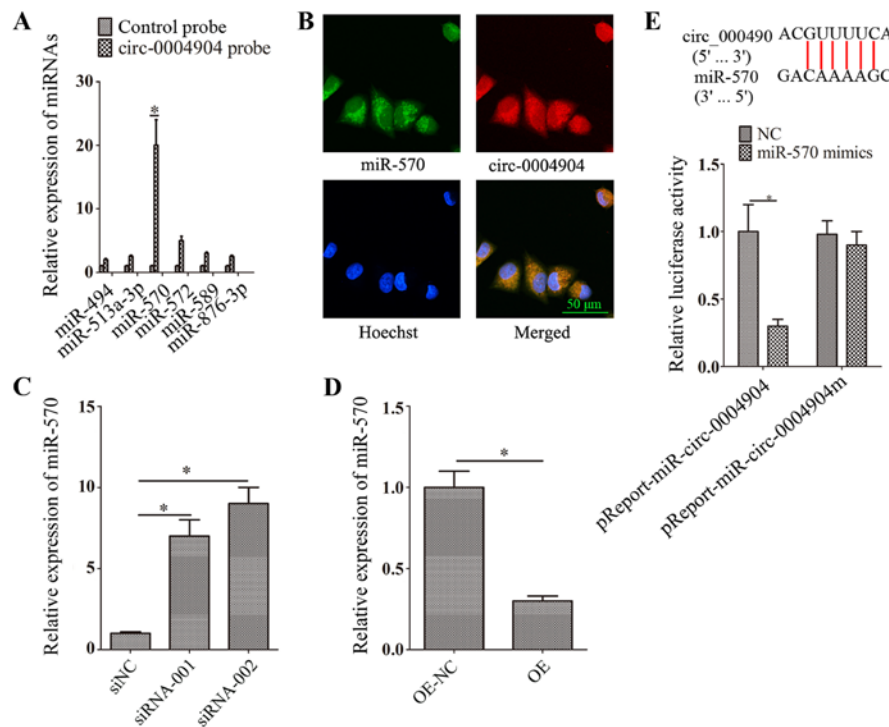 A
Control probe
circ-0004904 probe
Relative expression of miRNAs
30
20
10
0
*
miR-494
miR-513a-3p
miR-570
miR-572
miR-589
miR-876-3p
B
miR-570
circ-0004904
Hoechst
Merged
50 μm
E
circ_000490 ACGUUUUCA
(5' ... 3')
miR-570 GACAAAAGC
(3' ... 5')
NC
miR-570 mimics
Relative luciferase activity
1.5
1.0
0.5
0.0
*
pReport-miR-circ-0004904
pReport-miR-circ-0004904m
C
Relative expression of miR-570
15
10
5
0
*
*
siNC
siRNA-001
siRNA-002
D
Relative expression of miR-570
1.5
1.0
0.5
0.0
*
OE-NC
OE